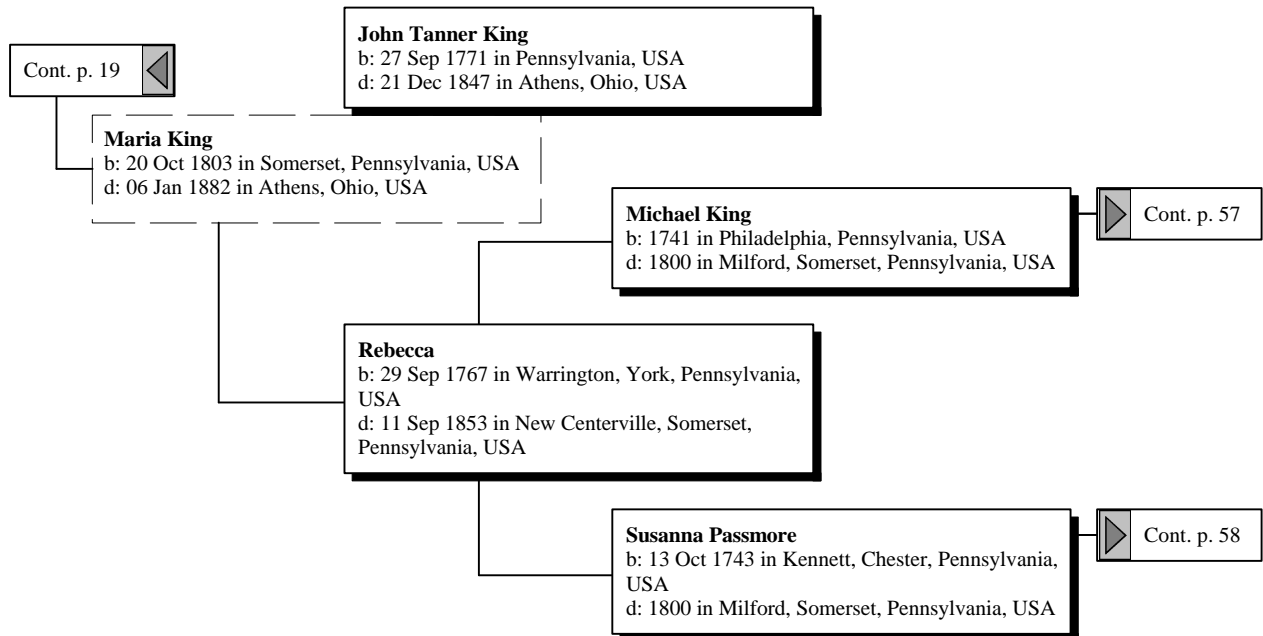 John Tanner King
b: 27 Sep 1771 in Pennsylvania, USA
d: 21 Dec 1847 in Athens, Ohio, USA
Cont. p. 19
Maria King
b: 20 Oct 1803 in Somerset, Pennsylvania, USA
d: 06 Jan 1882 in Athens, Ohio, USA
Michael King
b: 1741 in Philadelphia, Pennsylvania, USA
d: 1800 in Milford, Somerset, Pennsylvania, USA
Cont. p. 57
Rebecca
b: 29 Sep 1767 in Warrington, York, Pennsylvania,
USA
d: 11 Sep 1853 in New Centerville, Somerset,
Pennsylvania, USA
Susanna Passmore
b: 13 Oct 1743 in Kennett, Chester, Pennsylvania,
USA
d: 1800 in Milford, Somerset, Pennsylvania, USA
Cont. p. 58